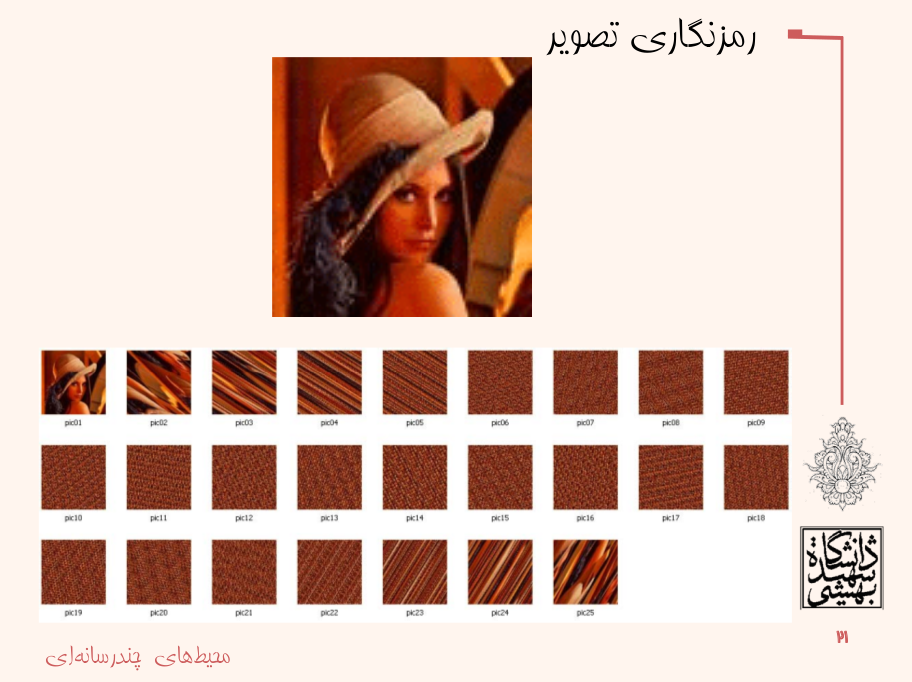 رمزنگاری تصویر
pic01 pic02 pic03 pic04 pic05 pic06 pic07 pic08 pic09
pic10 pic11 pic12 pic13 pic14 pic15 pic16 pic17 pic18
pic19 pic20 pic21 pic22 pic23 pic24 pic25
دانشگاه
شهید
بهشتی
۲۱
محیط‌های چندرسانه‌ای